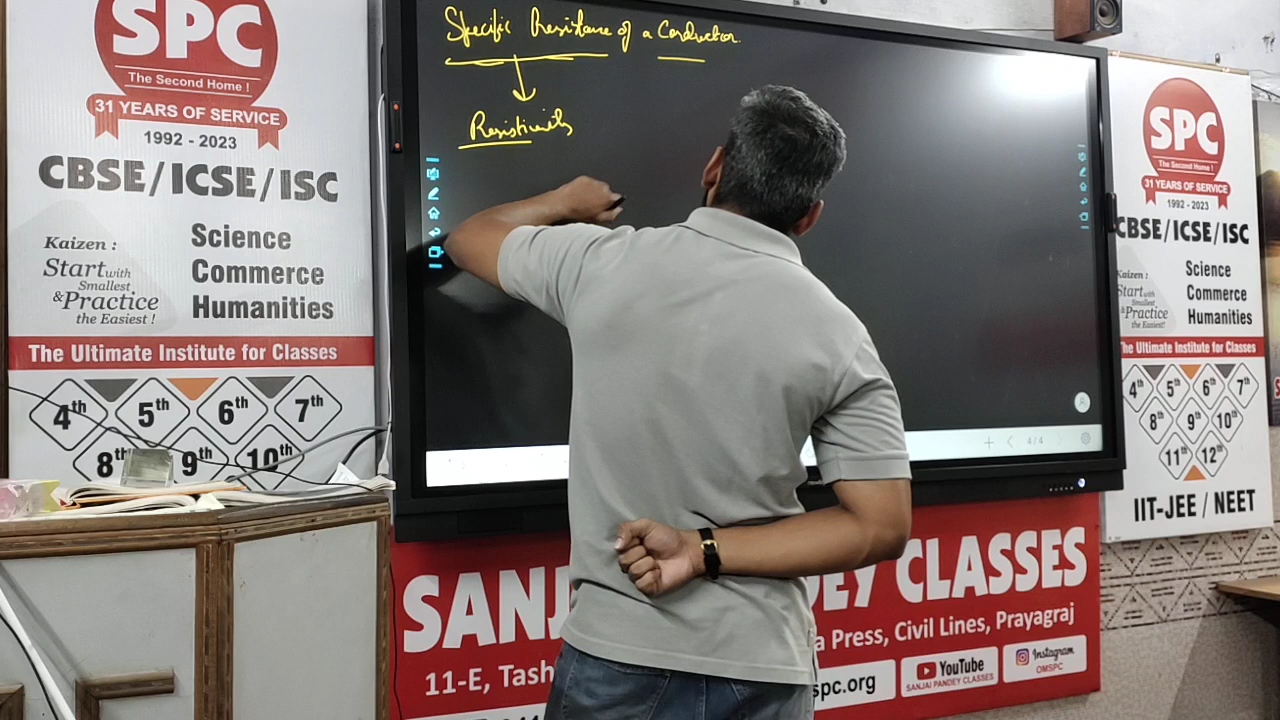 SPC
The Second Home !
31 YEARS OF SERVICE
1992 - 2023
CBSE/ICSE/ISC
Kaizen :
Start with
Smallest
& Practice
the Easiest !
Science
Commerce
Humanities
The Ultimate Institute for Classes
4th 5th 6th 7th
8th 9th 10th
Specific Resistance of a Conductor.
Resistivity
4/4
SPC
The Second Home !
31 YEARS OF SERVICE
1992 - 2023
CBSE/ICSE/ISC
Kaizen :
Start with
Smallest
& Practice
the Easiest!
Science
Commerce
Humanities
The Ultimate Institute for Classes
4th 5th 6th 7th
8th 9th 10th
11th 12th
IIT-JEE / NEET
SANJ DEY CLASSES
11-E, Tash a Press, Civil Lines, Prayagraj
spc.org
YouTube
SANJAI PANDEY CLASSES
Instagram
OMSPC